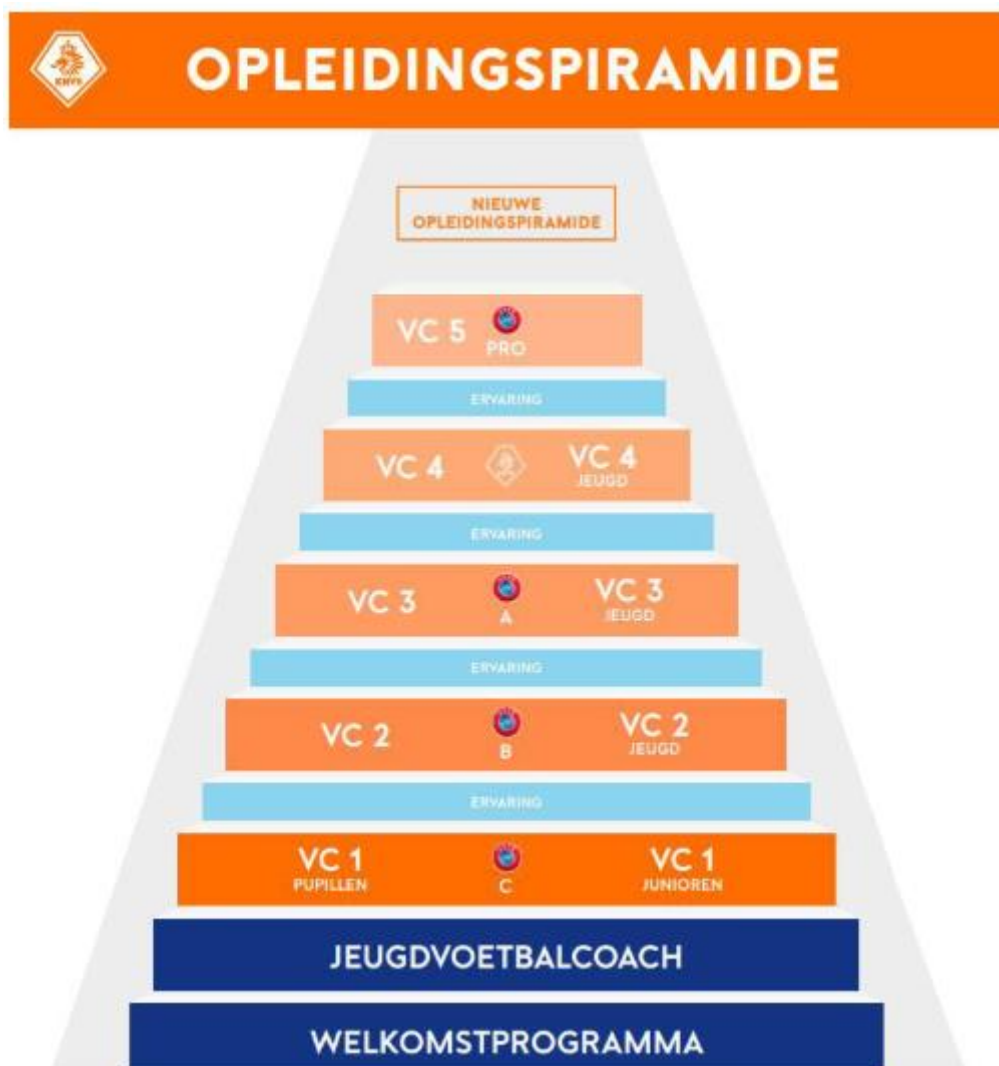 KNVB
OPLEIDINGSPIRAMIDE
NIEUWE
OPLEIDINGSPIRAMIDE
VC 5
PRO
ERVARING
VC 4
VC 4
JEUGD
ERVARING
VC 3
A
VC 3
JEUGD
ERVARING
VC 2
B
VC 2
JEUGD
ERVARING
VC 1
PUPILLEN
C
VC 1
JUNIOREN
JEUGDVOETBALCOACH
WELKOMSTPROGRAMMA